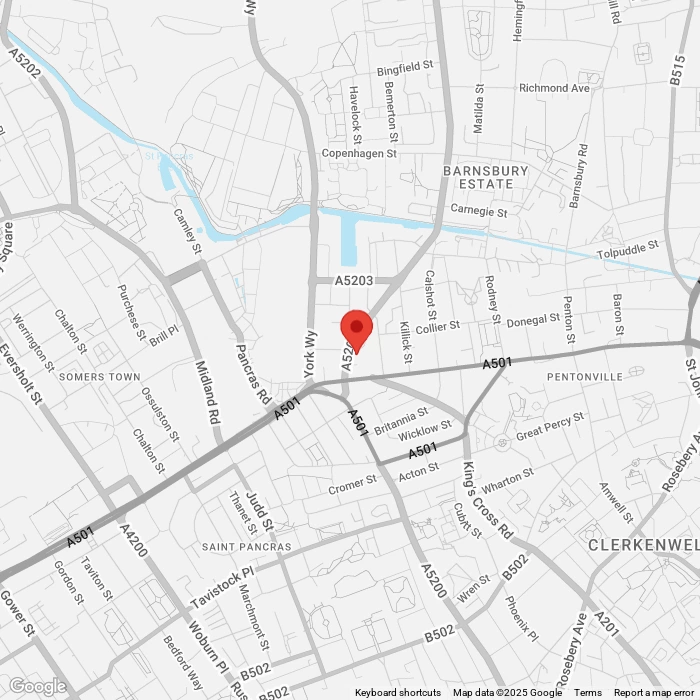 A5202
Bingfield St
Havelock St
Bemerton St
Matilda St
Hemingf
ill Rd
Richmond Ave
B515
Copenhagen St
St Pancras
BARNSBURY
ESTATE
Barnsbury Rd
Camley St
Carnegie St
Tolpuddle St
y Square
A5203
Calshot St
Rodney St
Penton St
Baron St
Purchese St
Chalton St
Werrington St
Brill Pl
Killick St
Collier St
Donegal St
York Wy
A520
Eversholt St
SOMERS TOWN
Midland Rd
Pancras Rd
A501
PENTONVILLE
St Joh
Ossulston St
Chalton St
A501
A501
Britannia St
Wicklow St
A501
Great Percy St
Rosebery Av
Acton St
King's Cross Rd
Wharton St
Amwell St
Cromer St
Judd St
Thanet St
Cubitt St
A501
A4200
SAINT PANCRAS
CLERKENWEL
Gordon St
Taviton St
Tavistock Pl
A5200
Wren St
B502
Gower St
Marchmont St
Phoenix Pl
A201
Woburn Pl
Bedford Way
B502
Rosebery Ave
B502
Rus
Google
Keyboard shortcuts
Map data ©2025 Google
Terms
Report a map error